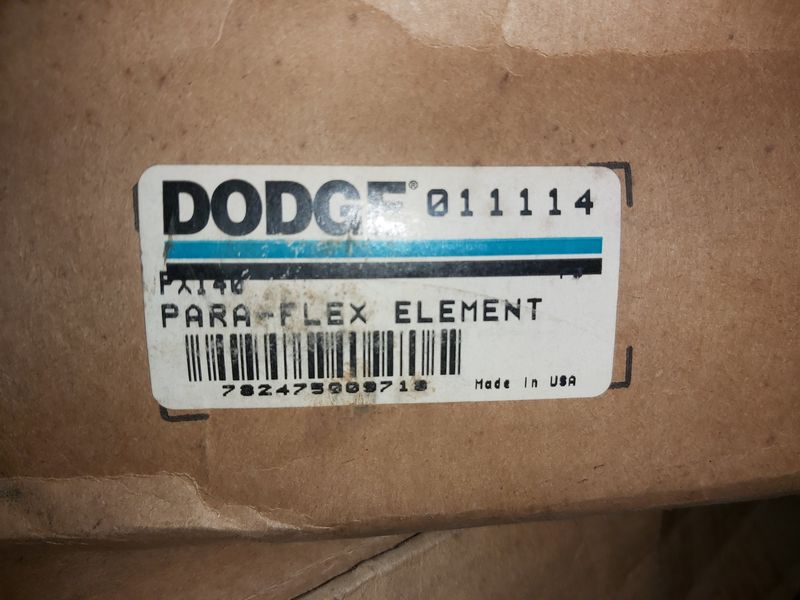 DODGE® 011114
PX140
PARA-FLEX ELEMENT
782475009718
Made in USA